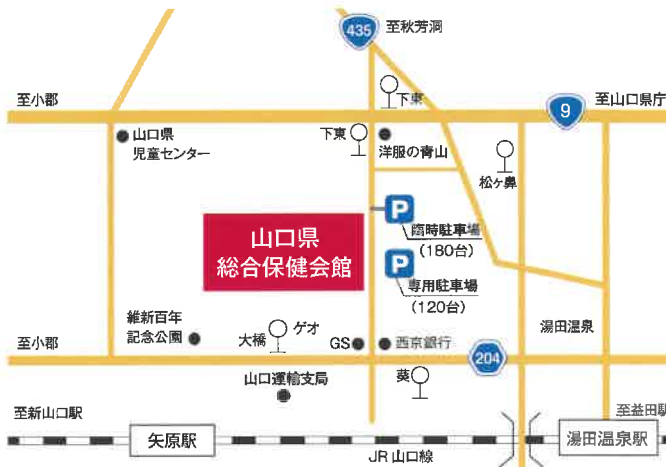 435
至秋芳洞
至小郡
下東
9
至山口県庁
山口県
児童センター
下東
洋服の青山
松ヶ鼻
P
臨時駐車場
(180台)
山口県
総合保健会館
P
専用駐車場
(120台)
維新百年
記念公園
大橋
ゲオ
湯田温泉
至小郡
GS
西京銀行
204
山口運輸支局
葵
至新山口駅
至益田駅
矢原駅
JR山口線
湯田温泉駅